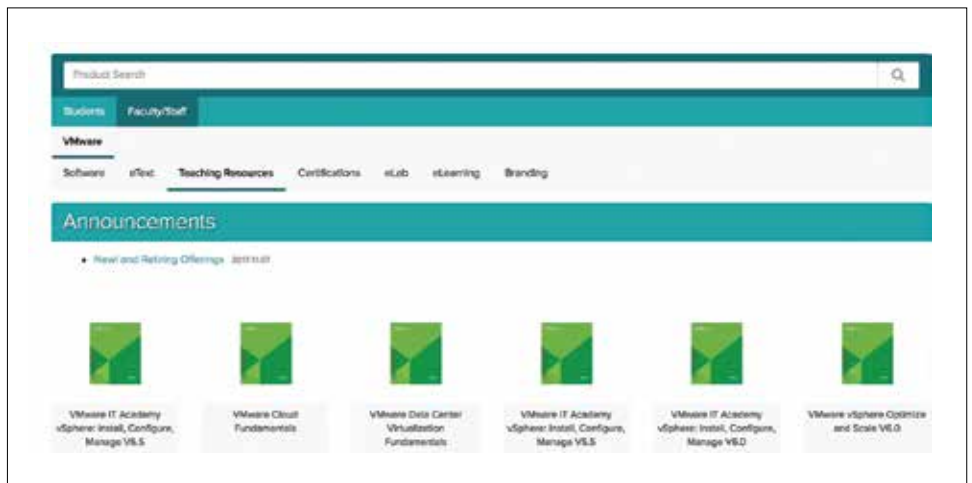 Product Search
Students Faculty/Staff
VMware
Software eText Teaching Resources Certifications eLab eLearning Branding
Announcements
New and Retiring Offerings
VMware IT Academy
vSphere: Install, Configure,
Manage V6.5
VMware Cloud
Fundamentals
VMware Data Center
Virtualization
Fundamentals
VMware IT Academy
vSphere: Install, Configure,
Manage V6.5
VMware IT Academy
vSphere: Install, Configure,
Manage V6.0
VMware vSphere Optimize
and Scale V6.0